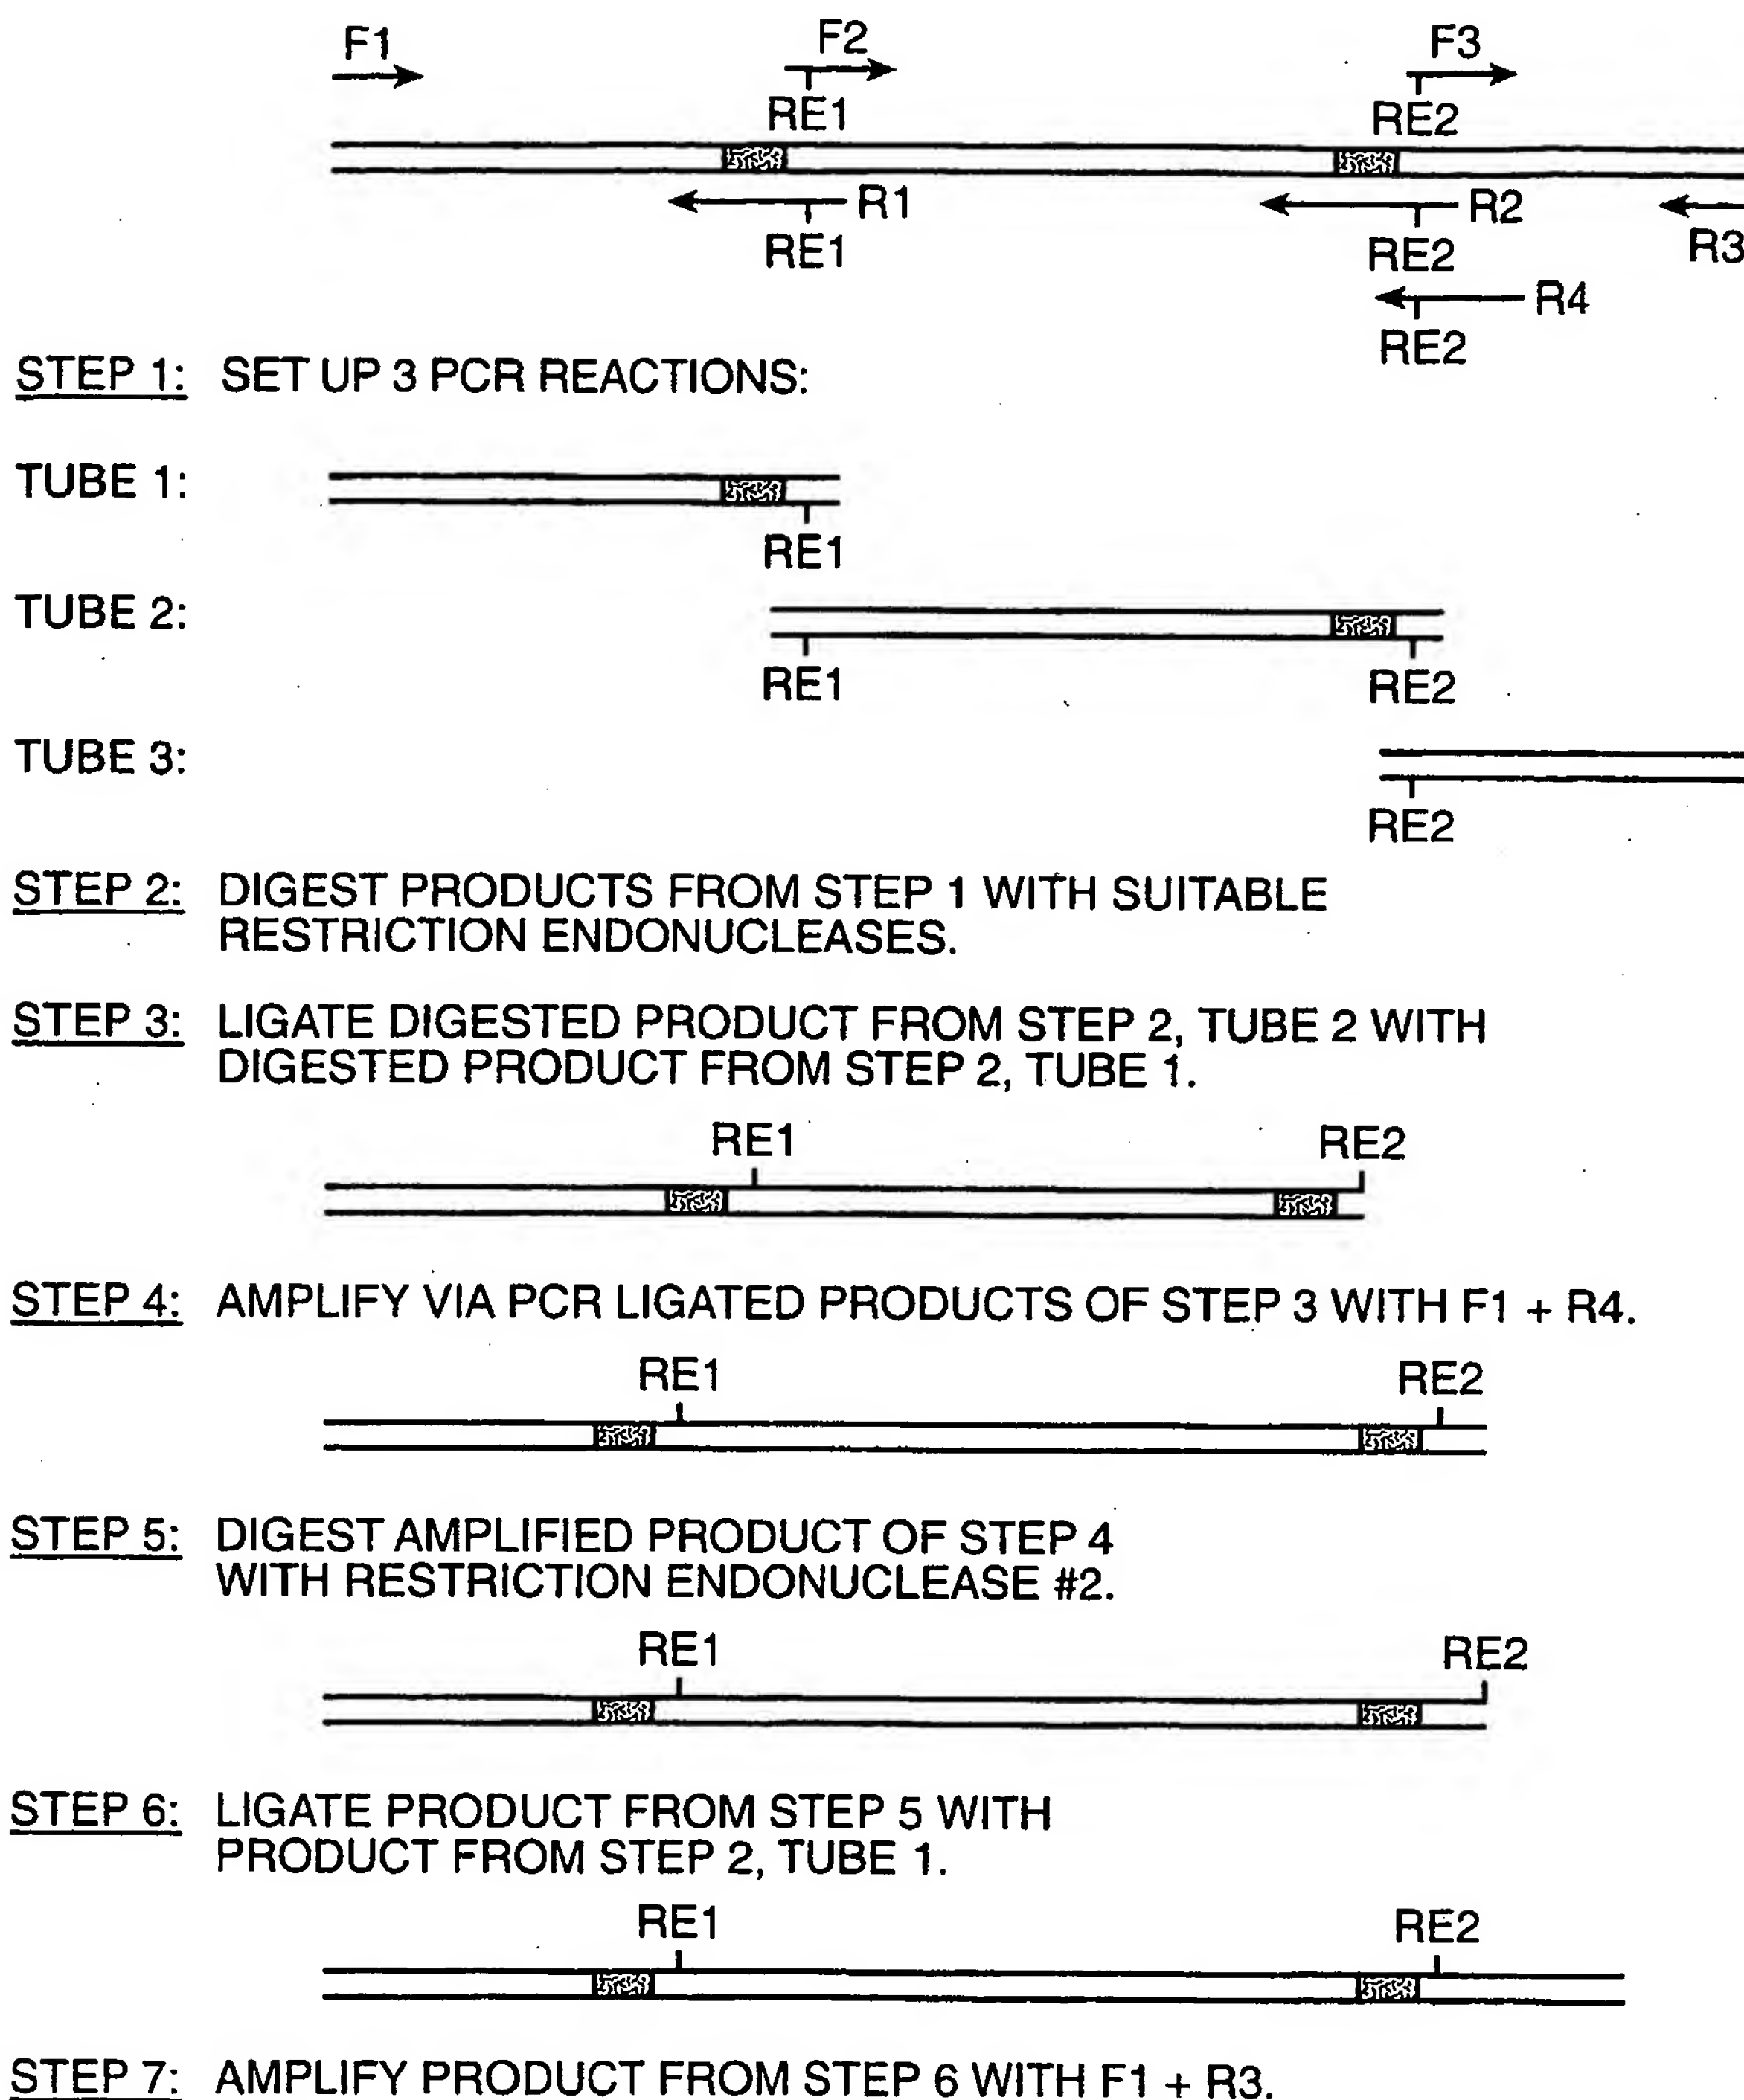 F1 F2 F3
RE1 RE2
R1 R2
RE1 RE2 R3
R4
RE2
STEP 1: SET UP 3 PCR REACTIONS:
TUBE 1:
RE1
TUBE 2:
RE1 RE2
TUBE 3:
RE2
STEP 2: DIGEST PRODUCTS FROM STEP 1 WITH SUITABLE
RESTRICTION ENDONUCLEASES.
STEP 3: LIGATE DIGESTED PRODUCT FROM STEP 2, TUBE 2 WITH
DIGESTED PRODUCT FROM STEP 2, TUBE 1.
RE1 RE2
STEP 4: AMPLIFY VIA PCR LIGATED PRODUCTS OF STEP 3 WITH F1 + R4.
RE1 RE2
STEP 5: DIGEST AMPLIFIED PRODUCT OF STEP 4
WITH RESTRICTION ENDONUCLEASE #2.
RE1 RE2
STEP 6: LIGATE PRODUCT FROM STEP 5 WITH
PRODUCT FROM STEP 2, TUBE 1.
RE1 RE2
STEP 7: AMPLIFY PRODUCT FROM STEP 6 WITH F1 + R3.